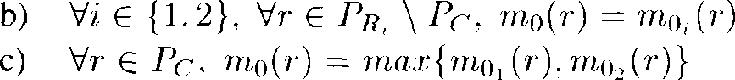 b) ∀i ∈ {1.2}, ∀r ∈ P_{R_i} \ P_C, m_0(r) = m_{0_i}(r)
c) ∀r ∈ P_C. m_0(r) = max{m_{0_1}(r), m_{0_2}(r)}